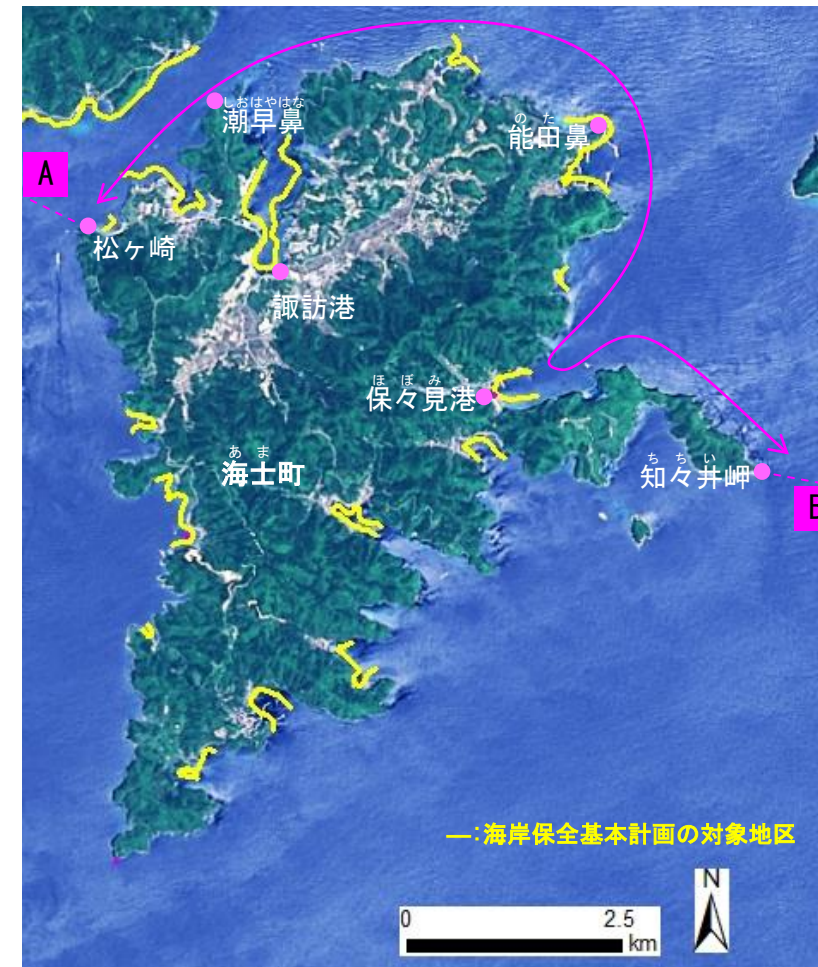 しおはやはな
潮早鼻
のた
能田鼻
A
松ヶ崎
諏訪港
ほぼみ
保々見港
あま
海士町
ちちい
知々井岬
―:海岸保全基本計画の対象地区
N
0 2.5
km